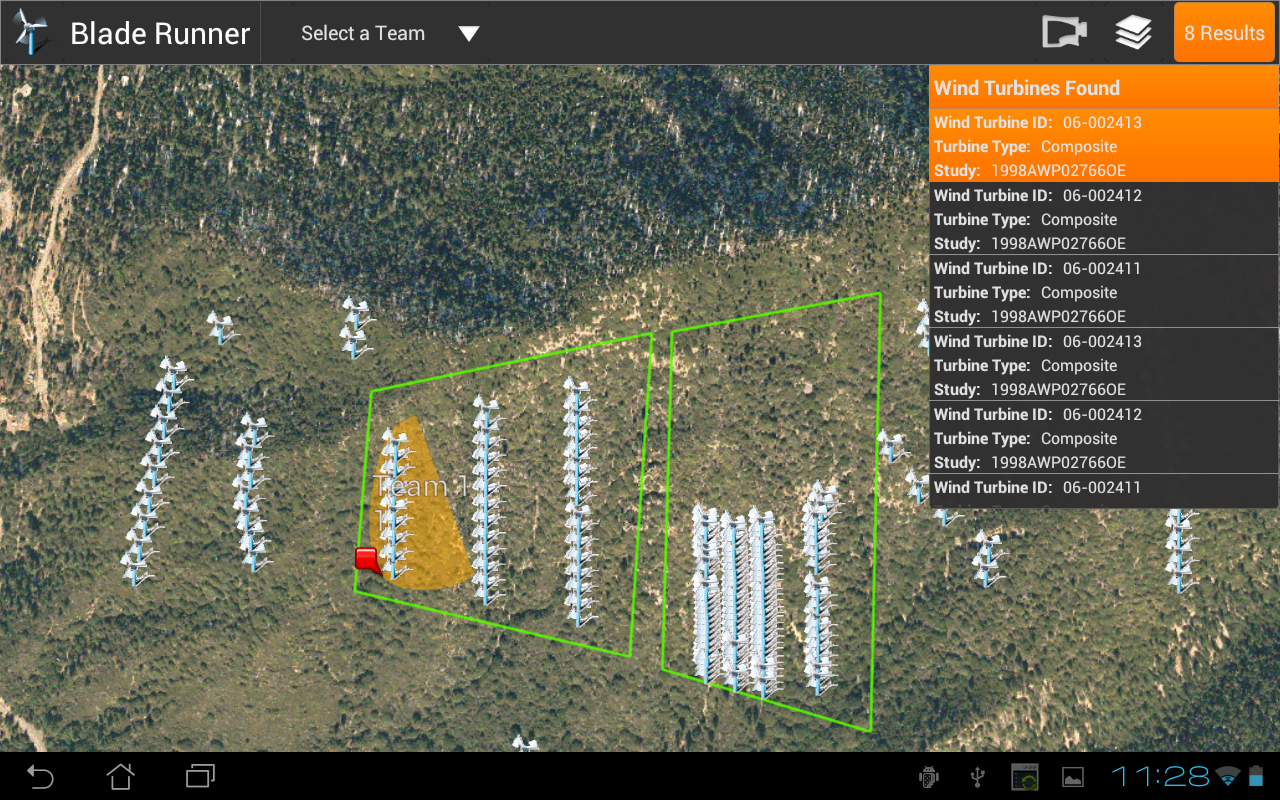 Blade Runner
Select a Team
8 Results
Wind Turbines Found
Wind Turbine ID: 06-002413
Turbine Type: Composite
Study: 1998AWP02766OE
Wind Turbine ID: 06-002412
Turbine Type: Composite
Study: 1998AWP02766OE
Wind Turbine ID: 06-002411
Turbine Type: Composite
Study: 1998AWP02766OE
Wind Turbine ID: 06-002413
Turbine Type: Composite
Study: 1998AWP02766OE
Wind Turbine ID: 06-002412
Turbine Type: Composite
Study: 1998AWP02766OE
Wind Turbine ID: 06-002411
Team 1
11:28